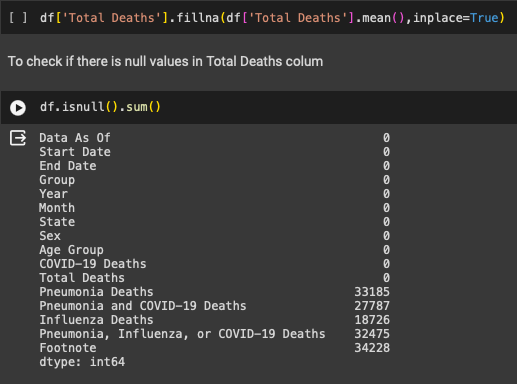 [ ] df['Total Deaths'].fillna(df['Total Deaths'].mean(),inplace=True)
To check if there is null values in Total Deaths colum
df.isnull().sum()
Data As Of 0
Start Date 0
End Date 0
Group 0
Year 0
Month 0
State 0
Sex 0
Age Group 0
COVID-19 Deaths 0
Total Deaths 0
Pneumonia Deaths 33185
Pneumonia and COVID-19 Deaths 27787
Influenza Deaths 18726
Pneumonia, Influenza, or COVID-19 Deaths 32475
Footnote 34228
dtype: int64